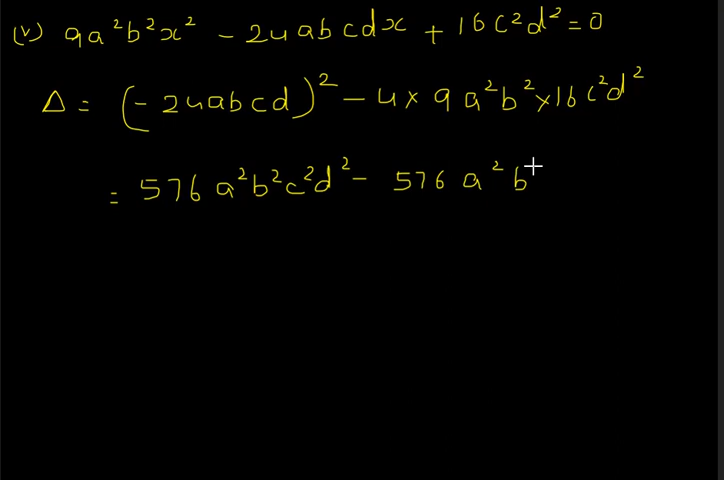 (v) 9a²b²x² - 24abcdx + 16c²d² = 0
Δ = (-24abcd)² - 4 × 9a²b² × 16c²d²
= 576a²b²c²d² - 576a²b